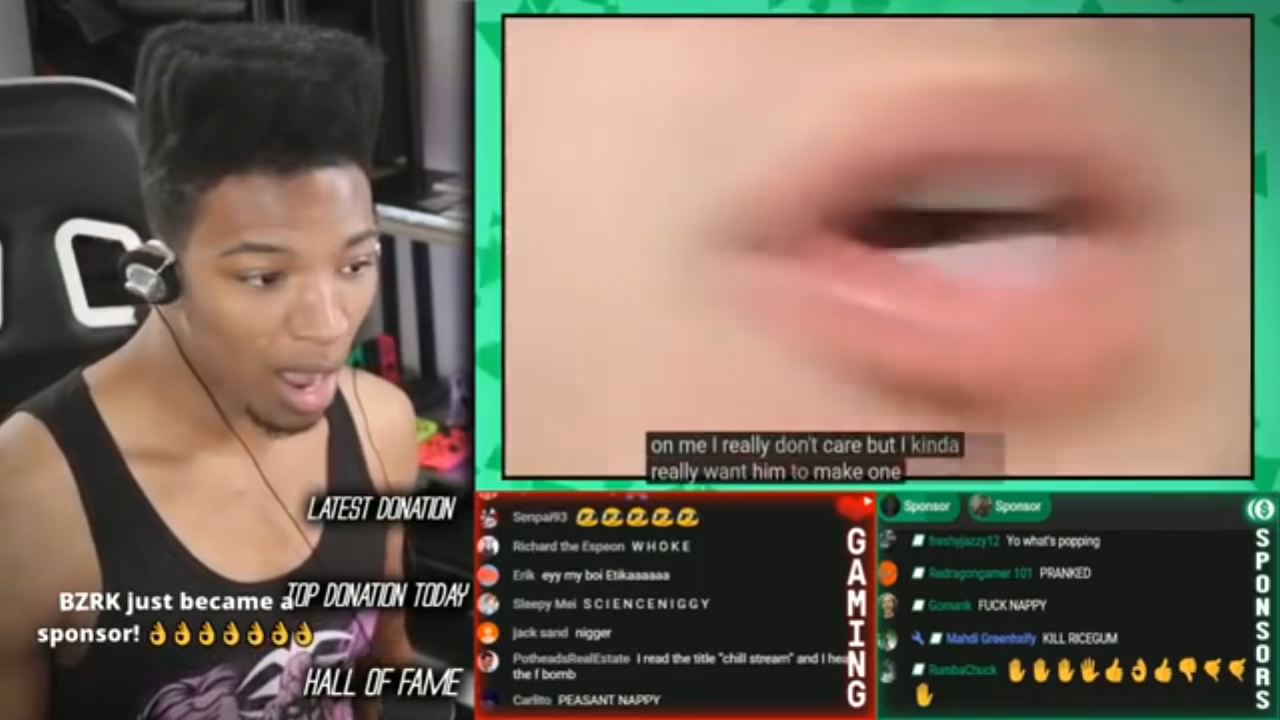 on me I really don't care but I kinda
really want him to make one
LATEST DONATION
BZRK just became a
sponsor! 👌👌👌👌👌👌👌
TOP DONATION TODAY
HALL OF FAME
Senpai93
Richard the Espeon W H O K E
Erik eyy my boi Etikaaaaaa
Sleepy Mei S C I E N C E N I G G Y
jack sand nigger
PotheadsRealEstate I read the title "chill stream" and I hea
the f bomb
Carlito PEASANT NAPPY
GAMING
Sponsor Sponsor
freshyjazzy12 Yo what's popping
Redragongamer 101 PRANKED
Gomank FUCK NAPPY
Mahdi KILL RICEGUM
RumbaChuck ✋✋✋✋👍👌👍👎🤙🤙
✋
SPONSORS